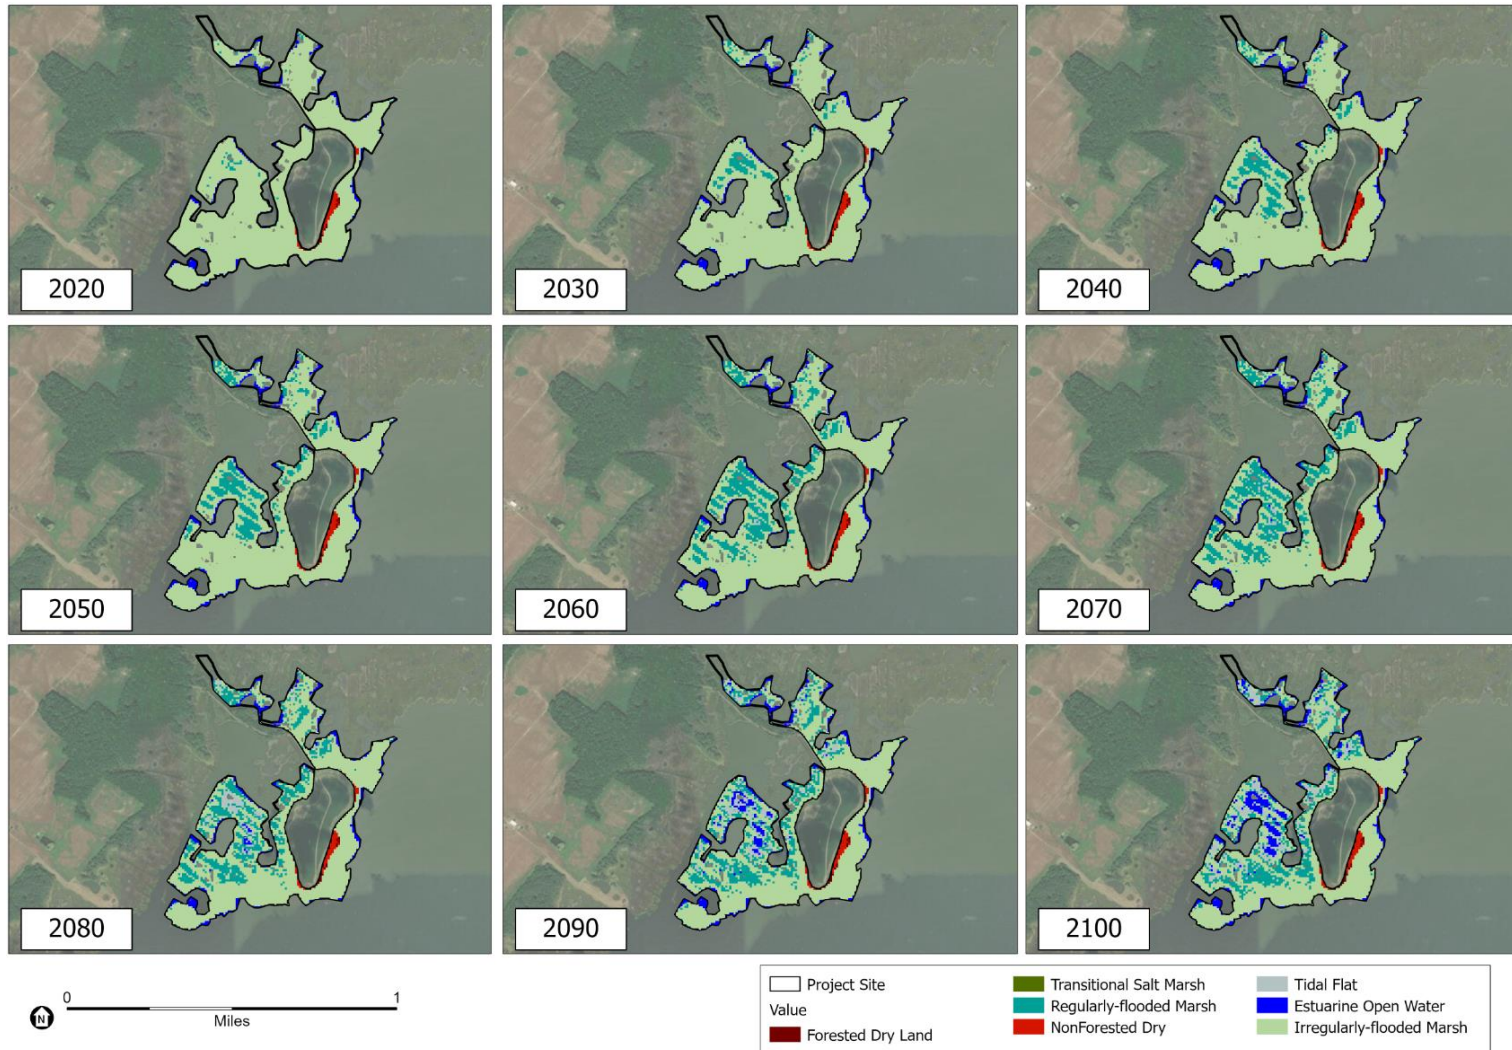 2020
2030
2040
2050
2060
2070
2080
2090
2100
0
1
Miles
N
Project Site
Value
Forested Dry Land
Transitional Salt Marsh
Regularly-flooded Marsh
NonForested Dry
Tidal Flat
Estuarine Open Water
Irregularly-flooded Marsh